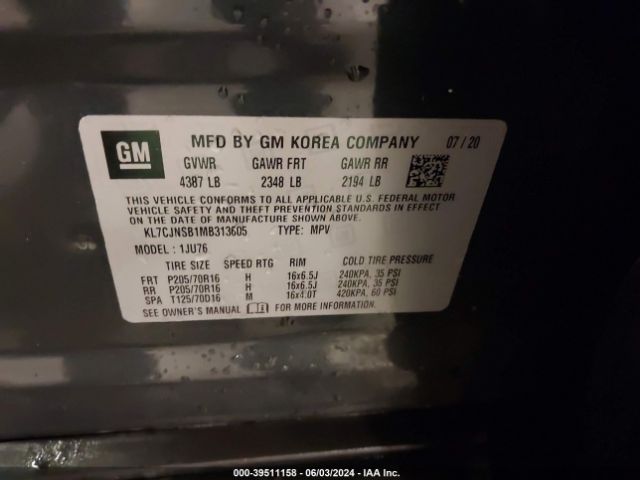 GM
MFD BY GM KOREA COMPANY 07/20
GVWR GAWR FRT GAWR RR
4387 LB 2348 LB 2194 LB
THIS VEHICLE CONFORMS TO ALL APPLICABLE U.S. FEDERAL MOTOR
VEHICLE SAFETY AND THEFT PREVENTION STANDARDS IN EFFECT
ON THE DATE OF MANUFACTURE SHOWN ABOVE.
KL7CJNSB1MB313605 TYPE: MPV
MODEL: 1JU76
TIRE SIZE SPEED RTG RIM COLD TIRE PRESSURE
FRT P205/70R16 H 16x6.5J 240KPA, 35 PSI
RR P205/70R16 H 16x6.5J 240KPA, 35 PSI
SPA T125/70D16 M 16x4.0T 420KPA, 60 PSI
SEE OWNER'S MANUAL FOR MORE INFORMATION
000-39511158 - 06/03/2024 - IAA Inc.